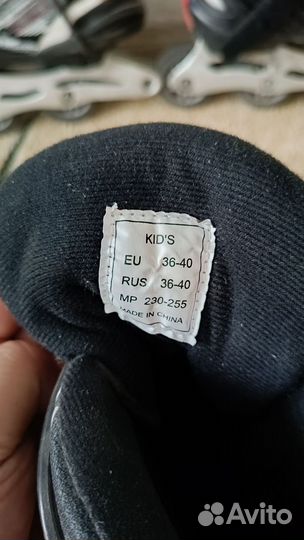 KID'S
EU 36-40
RUS 36-40
MP 230-255
MADE IN CHINA
Avito